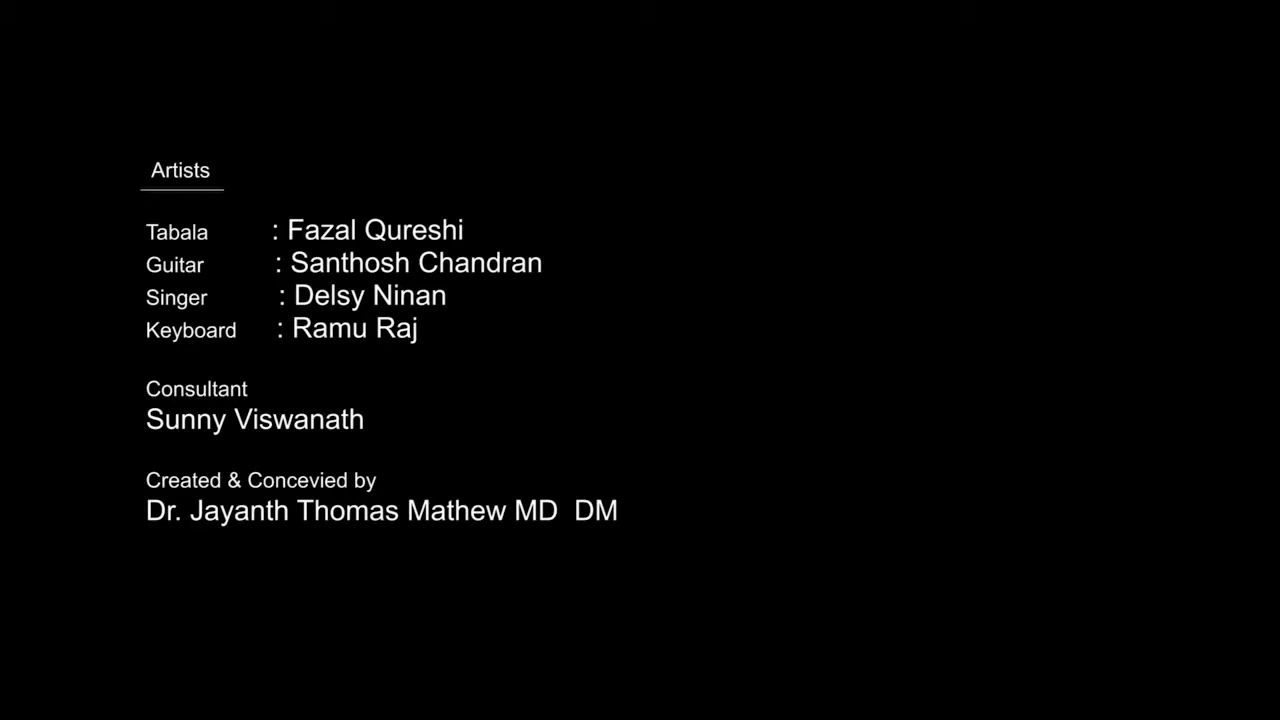 Artists
Tabala : Fazal Qureshi
Guitar : Santhosh Chandran
Singer : Delsy Ninan
Keyboard : Ramu Raj
Consultant
Sunny Viswanath
Created & Concevied by
Dr. Jayanth Thomas Mathew MD DM